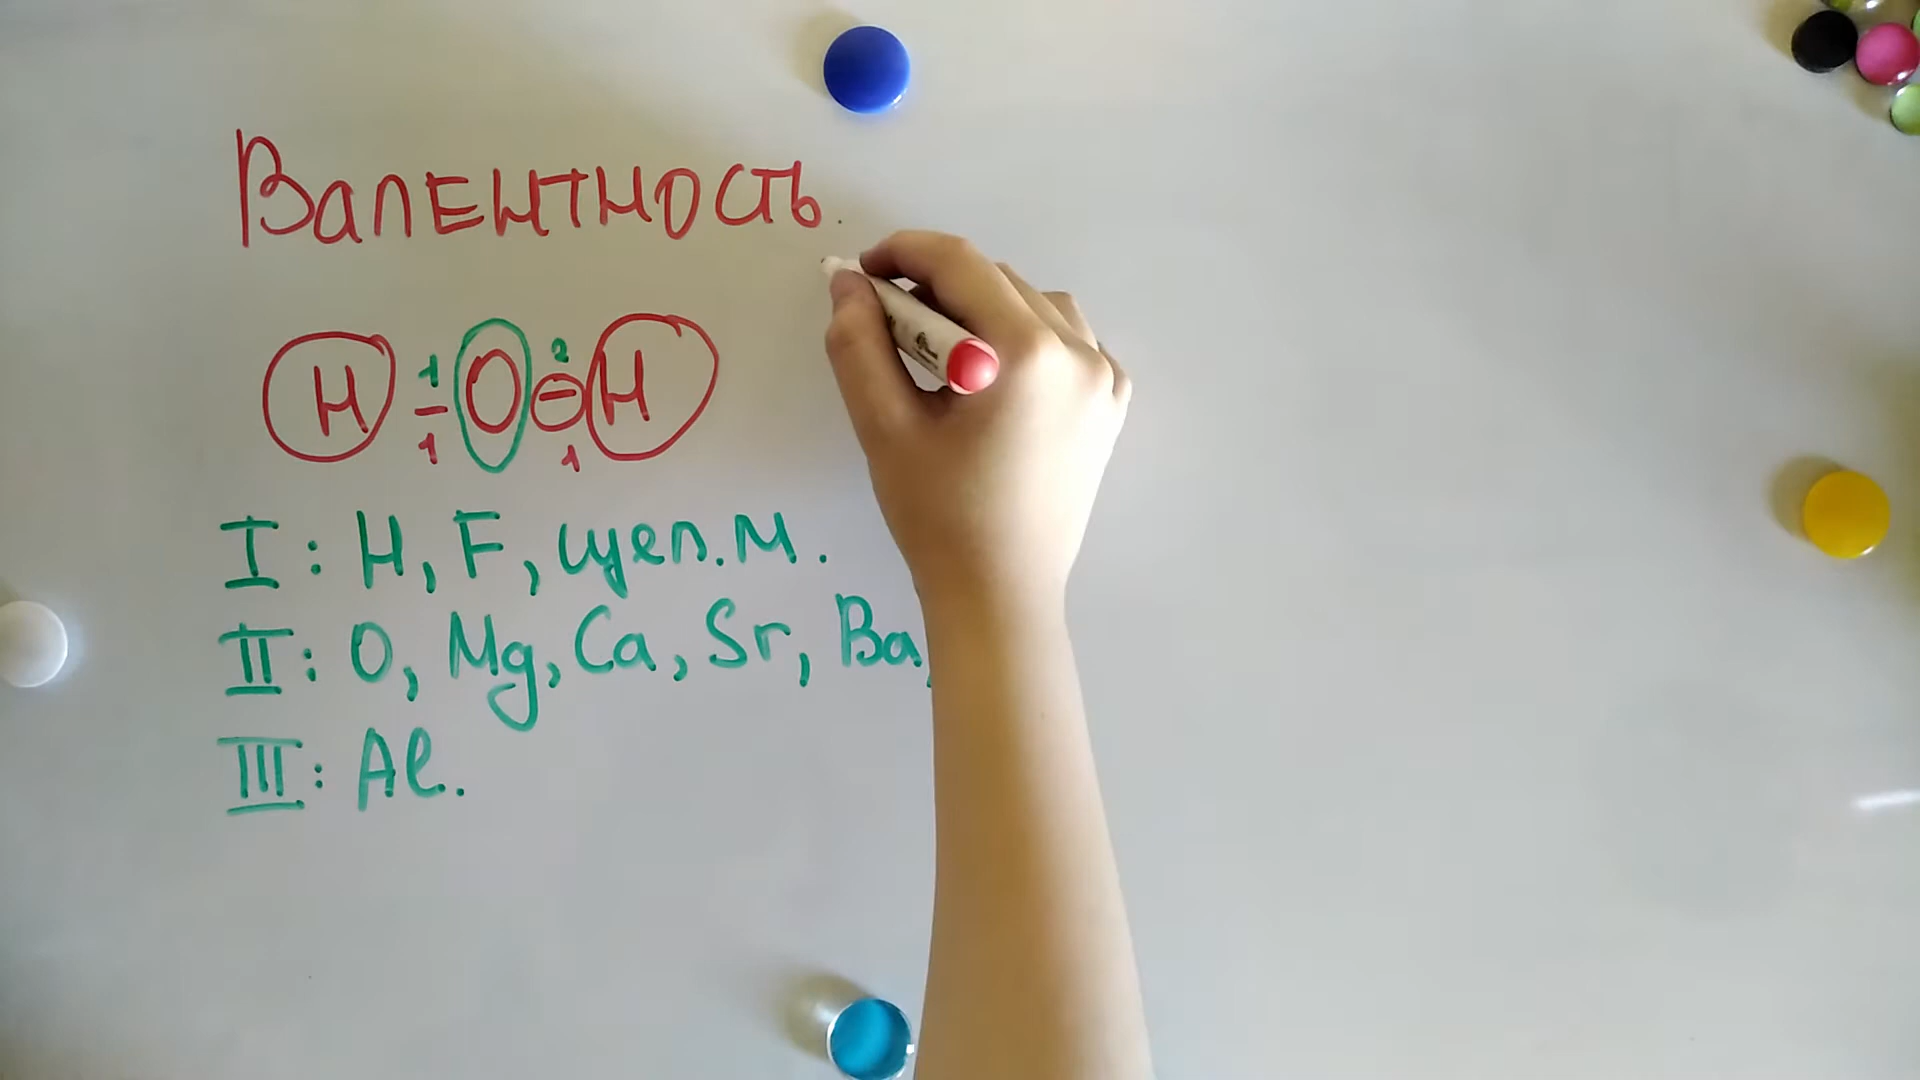 Валентность.
1 2
H – O – H
1 1
I: H, F, щел. м.
II: O, Mg, Ca, Sr, Ba,
III: Al.